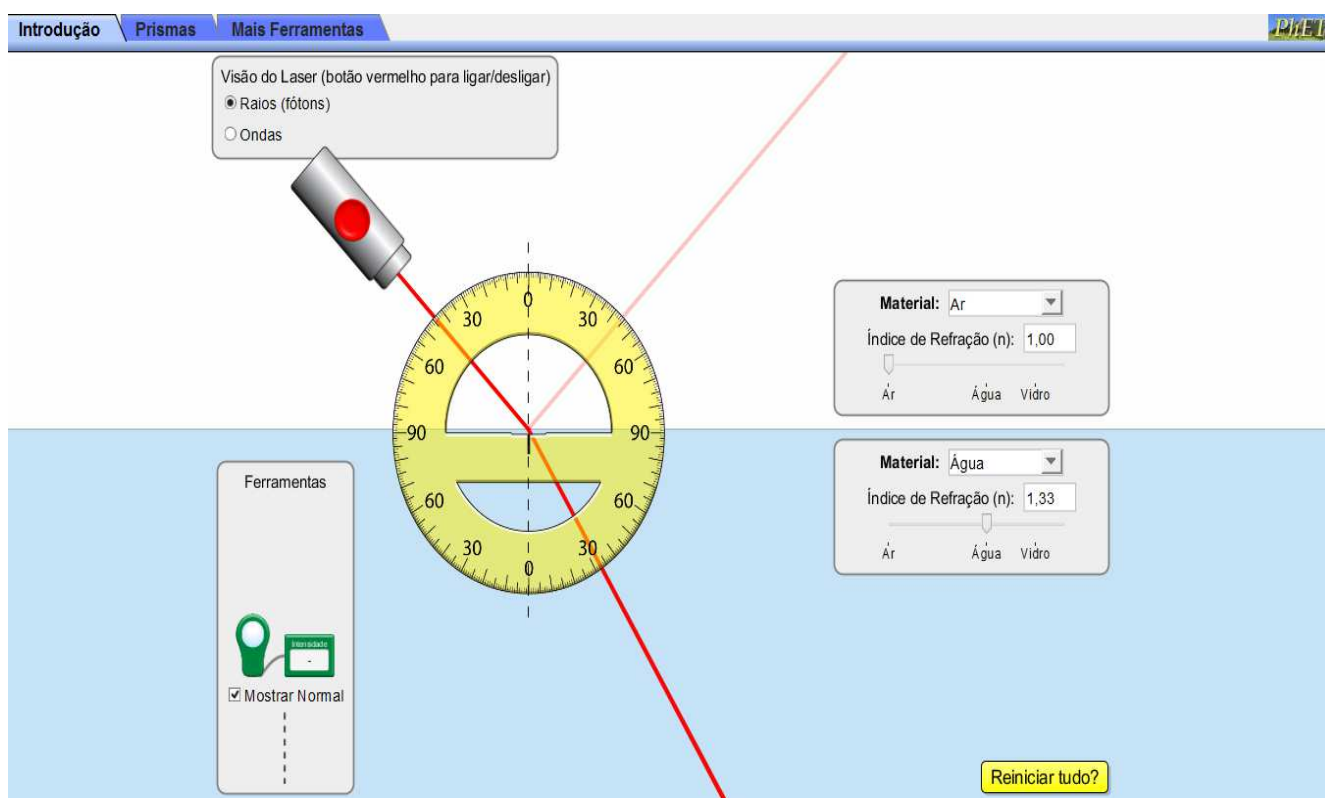 Introdução
Prismas
Mais Ferramentas
PhET
Visão do Laser (botão vermelho para ligar/desligar)
Raios (fótons)
Ondas
0
30
30
60
60
90
90
60
60
30
30
0
Material: Ar
Índice de Refração (n): 1,00
Ar Água Vidro
Material: Água
Índice de Refração (n): 1,33
Ar Água Vidro
Ferramentas
Intensidade
-
Mostrar Normal
Reiniciar tudo?